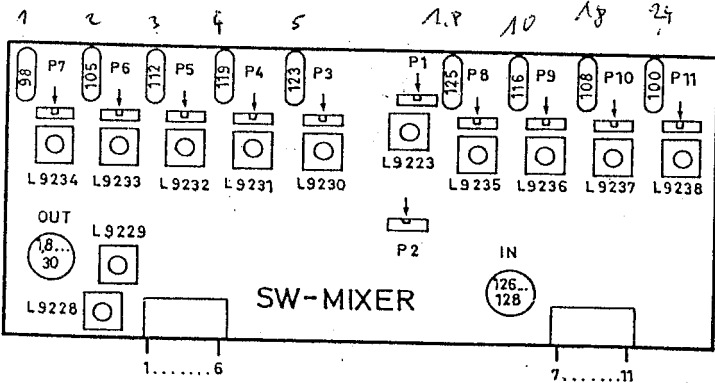 1 2 3 4 5 1.8 10 18 24
98 P7 105 P6 112 P5 119 P4 123 P3 P1 125 P8 116 P9 108 P10 100 P11
L9234 L9233 L9232 L9231 L9230 L9223 L9235 L9236 L9237 L9238
OUT
1,8...
30
L9229
P2
IN
126...
128
L9228
SW-MIXER
1.......6
7.......11